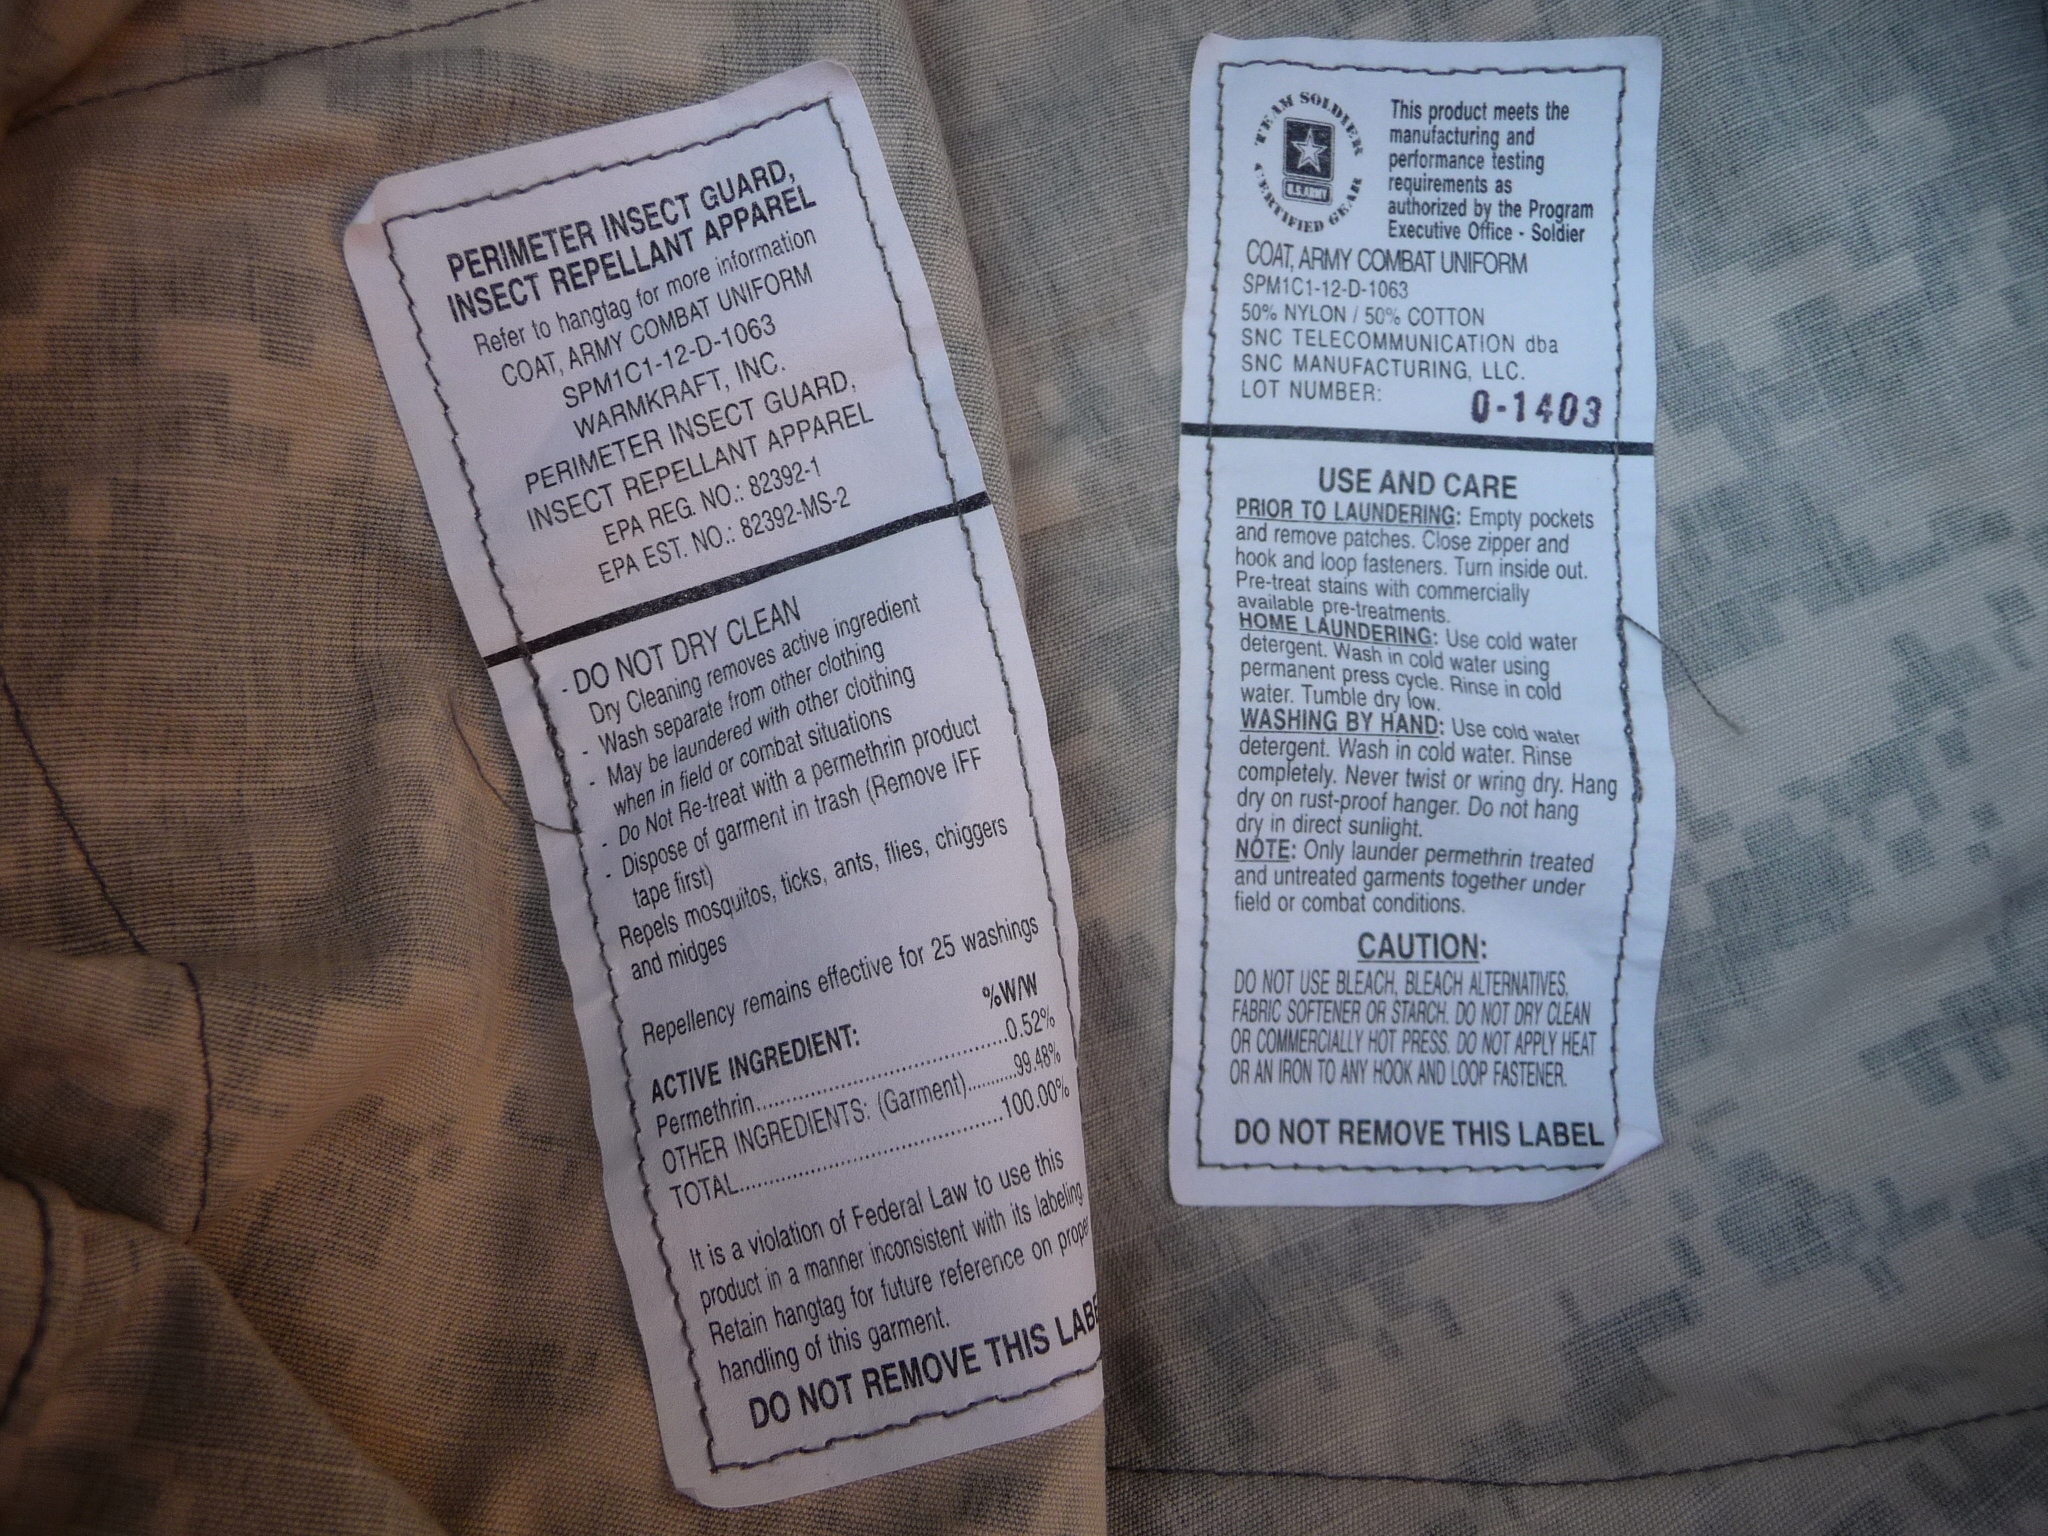 PERIMETER INSECT GUARD,
INSECT REPELLANT APPAREL
Refer to hangtag for more information
COAT, ARMY COMBAT UNIFORM
SPM1C1-12-D-1063
WARMKRAFT, INC.
PERIMETER INSECT GUARD,
INSECT REPELLANT APPAREL
EPA REG. NO.: 82392-1
EPA EST. NO.: 82392-MS-2
- DO NOT DRY CLEAN
Dry Cleaning removes active ingredient
- Wash separate from other clothing
- May be laundered with other clothing
when in field or combat situations
- Do Not Re-treat with a permethrin product
- Dispose of garment in trash (Remove IFF
tape first)
Repels mosquitos, ticks, ants, flies, chiggers
and midges
Repellency remains effective for 25 washings
%W/W
ACTIVE INGREDIENT:
Permethrin..........................................0.52%
OTHER INGREDIENTS: (Garment)..........99.48%
TOTAL..............................................100.00%
It is a violation of Federal Law to use this
product in a manner inconsistent with its labeling.
Retain hangtag for future reference on proper
handling of this garment.
DO NOT REMOVE THIS LABE
TEAM SOLDIER
CERTIFIED GEAR
U.S.ARMY
This product meets the
manufacturing and
performance testing
requirements as
authorized by the Program
Executive Office - Soldier
COAT, ARMY COMBAT UNIFORM
SPM1C1-12-D-1063
50% NYLON / 50% COTTON
SNC TELECOMMUNICATION dba
SNC MANUFACTURING, LLC.
LOT NUMBER: 0-1403
USE AND CARE
PRIOR TO LAUNDERING: Empty pockets
and remove patches. Close zipper and
hook and loop fasteners. Turn inside out.
Pre-treat stains with commercially
available pre-treatments.
HOME LAUNDERING: Use cold water
detergent. Wash in cold water using
permanent press cycle. Rinse in cold
water. Tumble dry low.
WASHING BY HAND: Use cold water
detergent. Wash in cold water. Rinse
completely. Never twist or wring dry. Hang
dry on rust-proof hanger. Do not hang
dry in direct sunlight.
NOTE: Only launder permethrin treated
and untreated garments together under
field or combat conditions.
CAUTION:
DO NOT USE BLEACH, BLEACH ALTERNATIVES,
FABRIC SOFTENER OR STARCH. DO NOT DRY CLEAN
OR COMMERCIALLY HOT PRESS. DO NOT APPLY HEAT
OR AN IRON TO ANY HOOK AND LOOP FASTENER.
DO NOT REMOVE THIS LABEL